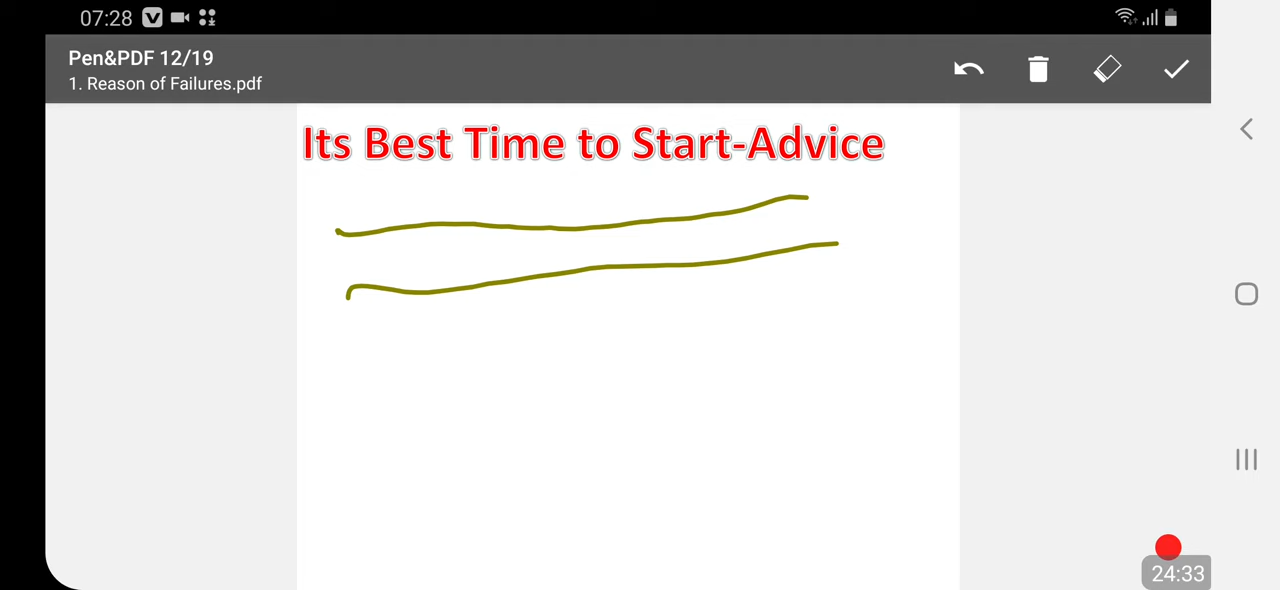 07:28
Pen&PDF 12/19
1. Reason of Failures.pdf
Its Best Time to Start-Advice
24:33